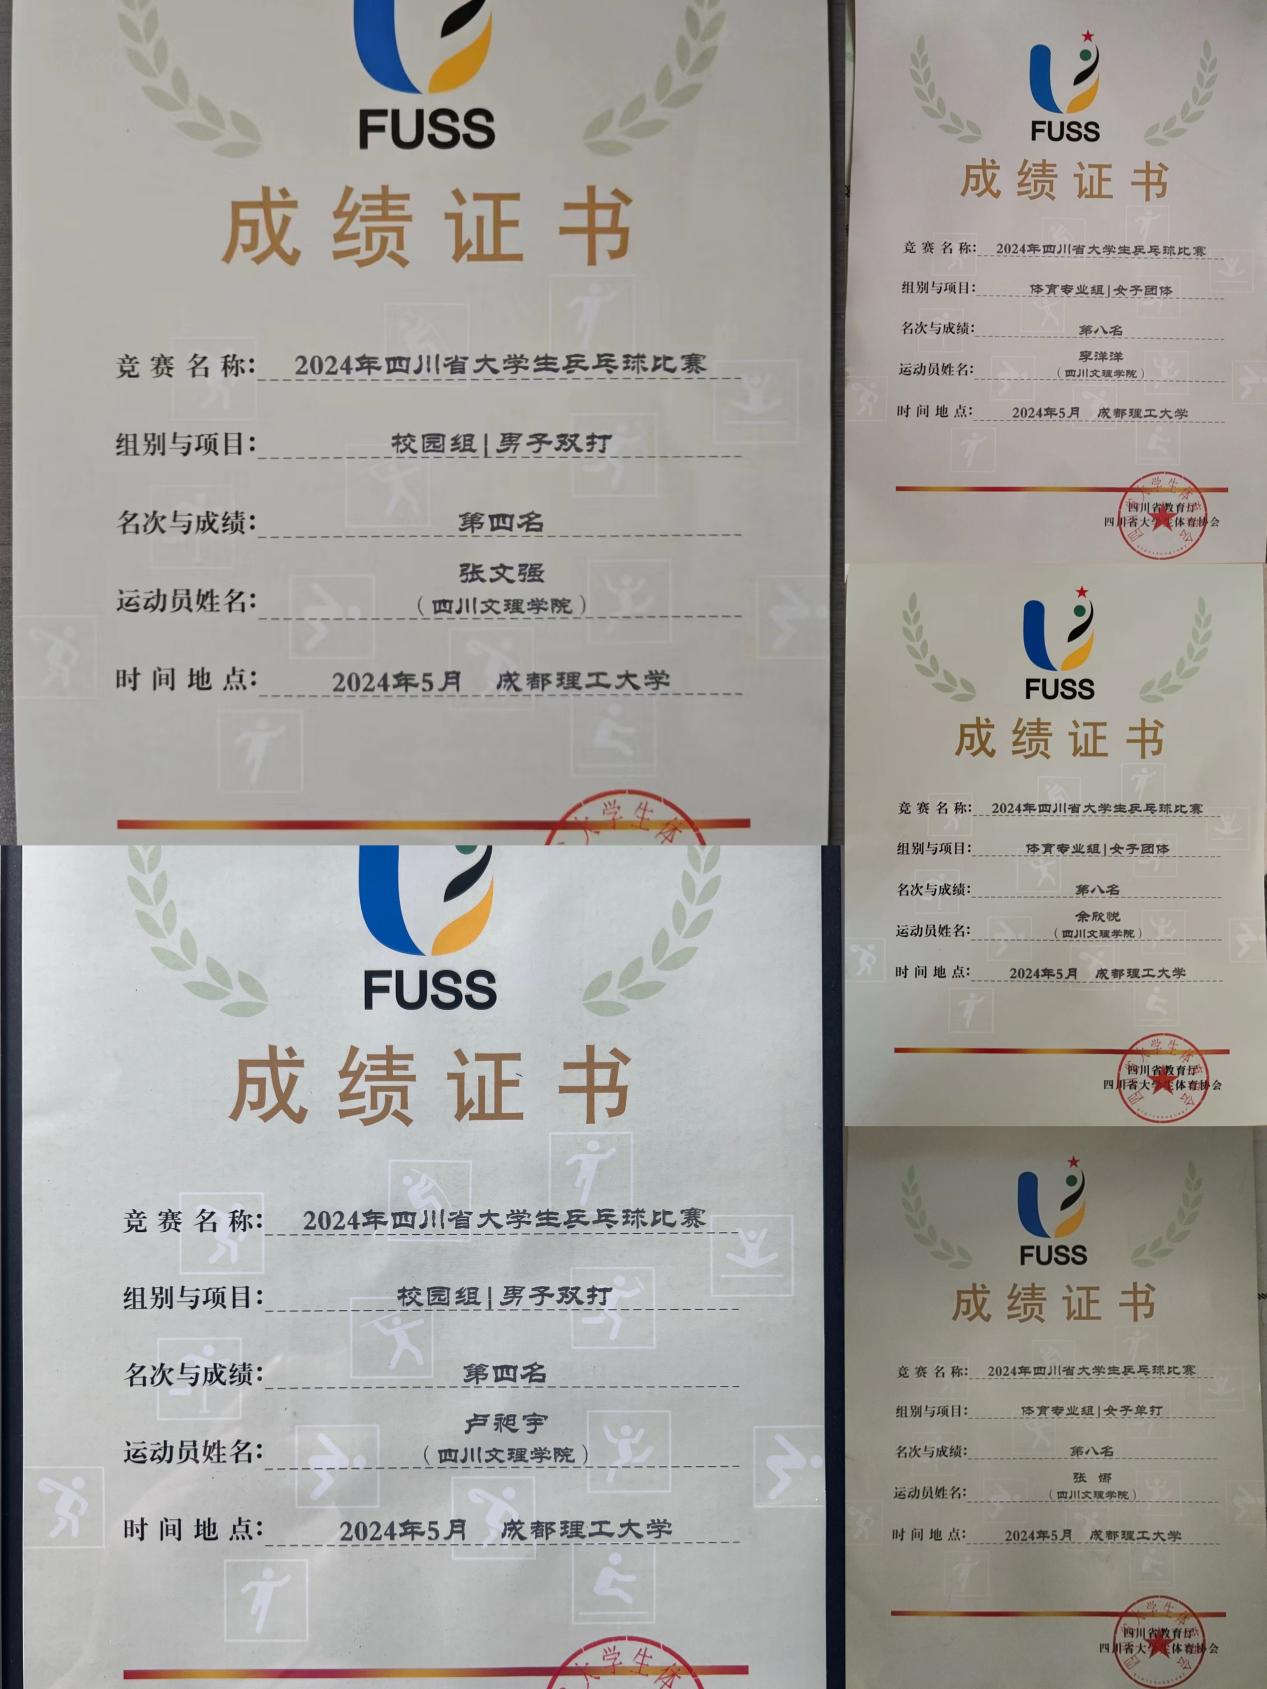 FUSS
成绩证书
竞赛名称：2024年四川省大学生乒乓球比赛
组别与项目：校园组|男子双打
名次与成绩：第四名
张文强
运动员姓名：（四川文理学院）
时间地点：2024年5月 成都理工大学
大学生体
FUSS
成绩证书
竞赛名称：2024年四川省大学生乒乓球比赛
组别与项目：校园组|男子双打
名次与成绩：第四名
卢昶宇
运动员姓名：（四川文理学院）
时间地点：2024年5月 成都理工大学
大学生体
FUSS
成绩证书
竞赛名称：2024年四川省大学生乒乓球比赛
组别与项目：体育专业组|女子团体
名次与成绩：第八名
李洋洋
运动员姓名：（四川文理学院）
时间地点：2024年5月 成都理工大学
四川省教育厅
四川省大学生体育协会
FUSS
成绩证书
竞赛名称：2024年四川省大学生乒乓球比赛
组别与项目：体育专业组|女子团体
名次与成绩：第八名
余欣悦
运动员姓名：（四川文理学院）
时间地点：2024年5月 成都理工大学
四川省教育厅
四川省大学生体育协会
FUSS
成绩证书
竞赛名称：2024年四川省大学生乒乓球比赛
组别与项目：体育专业组|女子单打
名次与成绩：第八名
张 娜
运动员姓名：（四川文理学院）
时间地点：2024年5月 成都理工大学
四川省教育厅
四川省大学生体育协会